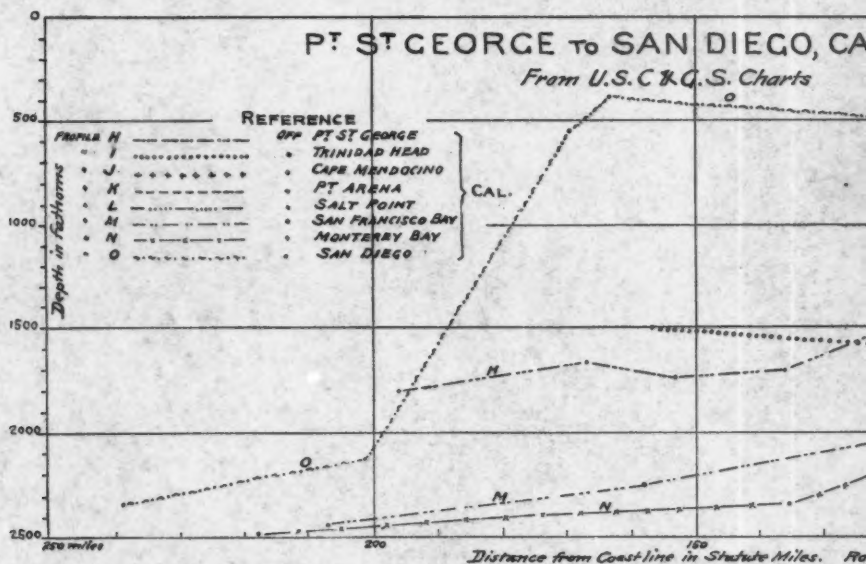 PT ST GEORGE TO SAN DIEGO, CA
From U.S.C & G.S. Charts
REFERENCE
PROFILE H OFF PT ST GEORGE
" I " TRINIDAD HEAD
" J " CAPE MENDOCINO
" K " PT ARENA
" L " SALT POINT
" M " SAN FRANCISCO BAY
" N " MONTEREY BAY
" O " SAN DIEGO
CAL.
Depth in Fathoms
0
500
1000
1500
2000
2500
O
H
O
M
N
250 miles
200
150
Distance from Coastline in Statute Miles. Ro